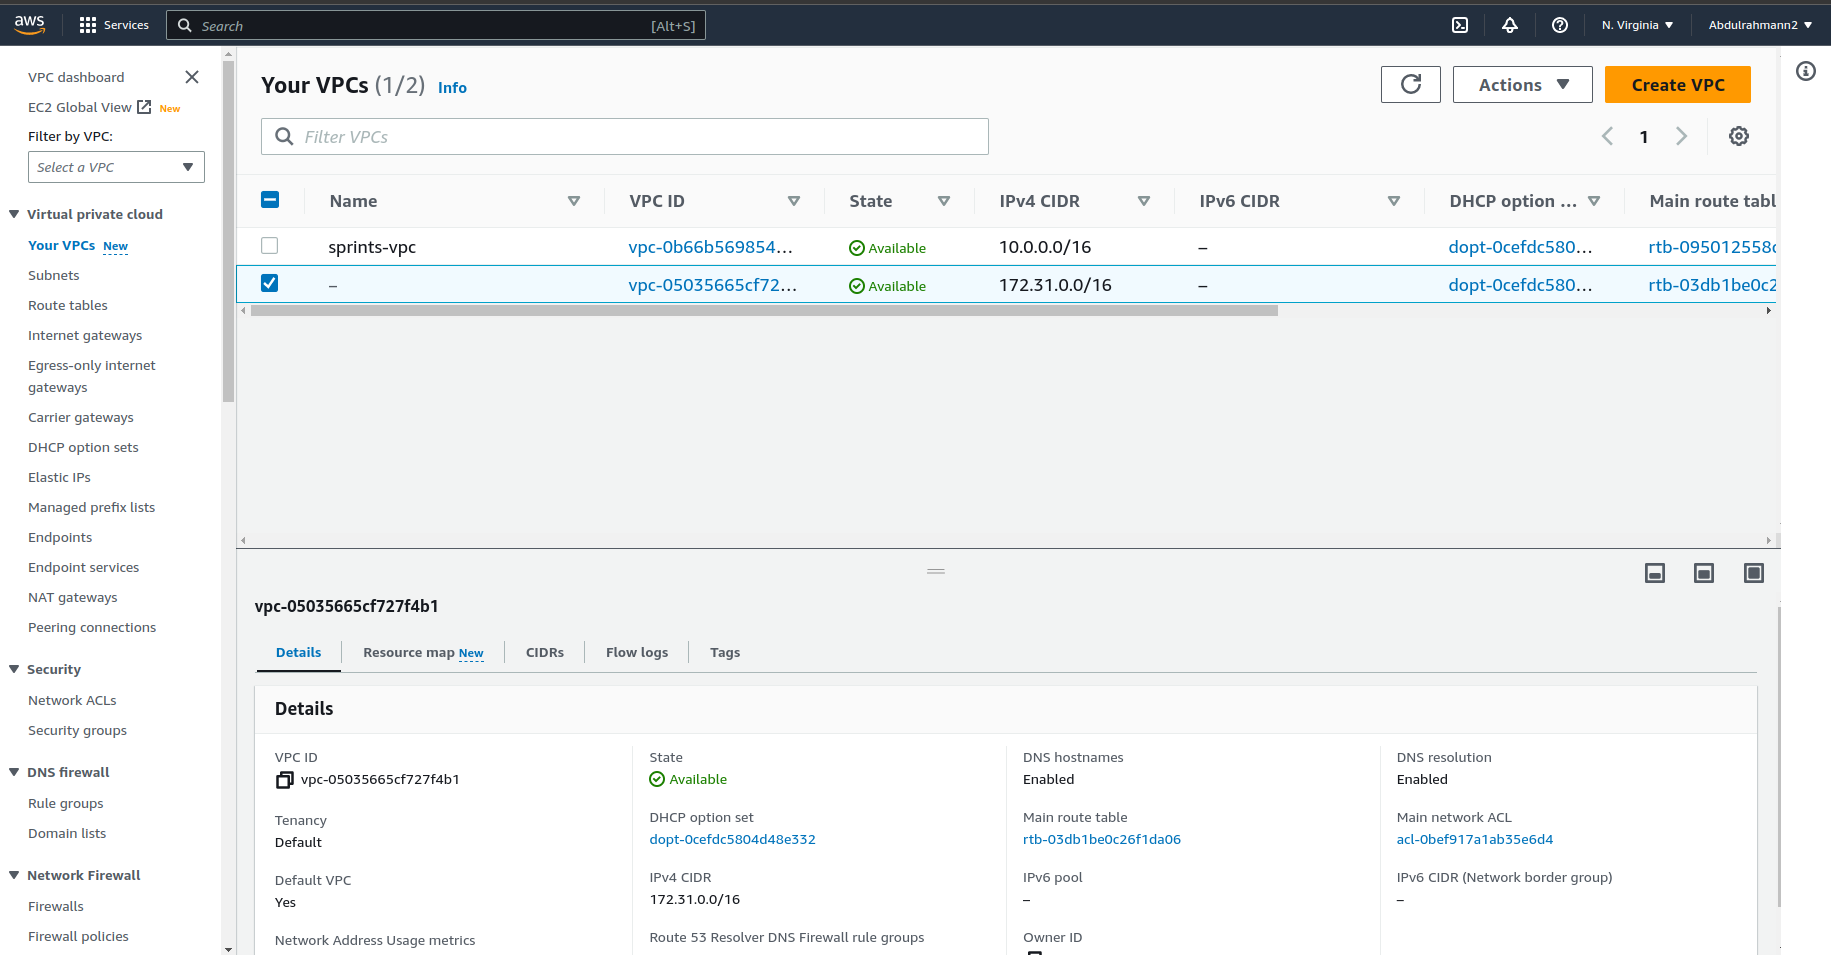 aws
Services
Search
[Alt+S]
N. Virginia
Abdulrahmann2
VPC dashboard
EC2 Global View New
Filter by VPC:
Select a VPC
Virtual private cloud
Your VPCs New
Subnets
Route tables
Internet gateways
Egress-only internet
gateways
Carrier gateways
DHCP option sets
Elastic IPs
Managed prefix lists
Endpoints
Endpoint services
NAT gateways
Peering connections
Security
Network ACLs
Security groups
DNS firewall
Rule groups
Domain lists
Network Firewall
Firewalls
Firewall policies
Your VPCs (1/2) Info
Actions
Create VPC
Filter VPCs
1
Name VPC ID State IPv4 CIDR IPv6 CIDR DHCP option ... Main route tabl
sprints-vpc vpc-0b66b569854... Available 10.0.0.0/16 – dopt-0cefdc580... rtb-095012558
– vpc-05035665cf72... Available 172.31.0.0/16 – dopt-0cefdc580... rtb-03db1be0c2
vpc-05035665cf727f4b1
Details Resource map New CIDRs Flow logs Tags
Details
VPC ID
vpc-05035665cf727f4b1
Tenancy
Default
Default VPC
Yes
Network Address Usage metrics
State
Available
DHCP option set
dopt-0cefdc5804d48e332
IPv4 CIDR
172.31.0.0/16
Route 53 Resolver DNS Firewall rule groups
DNS hostnames
Enabled
Main route table
rtb-03db1be0c26f1da06
IPv6 pool
–
Owner ID
DNS resolution
Enabled
Main network ACL
acl-0bef917a1ab35e6d4
IPv6 CIDR (Network border group)
–